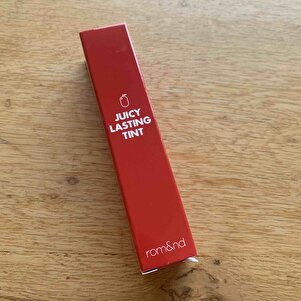 JUICY
LASTING
TINT
rom&nd